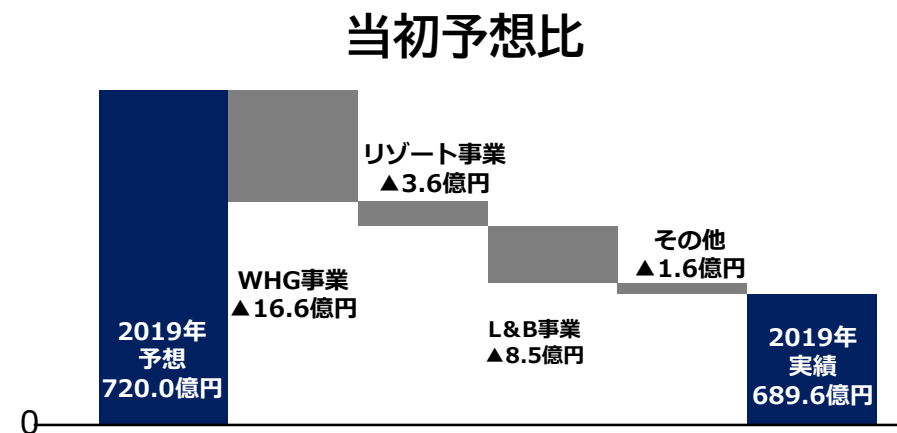 当初予想比
リゾート事業
▲3.6億円
その他
▲1.6億円
WHG事業
▲16.6億円
L&B事業
▲8.5億円
2019年
予想
720.0億円
2019年
実績
689.6億円
0